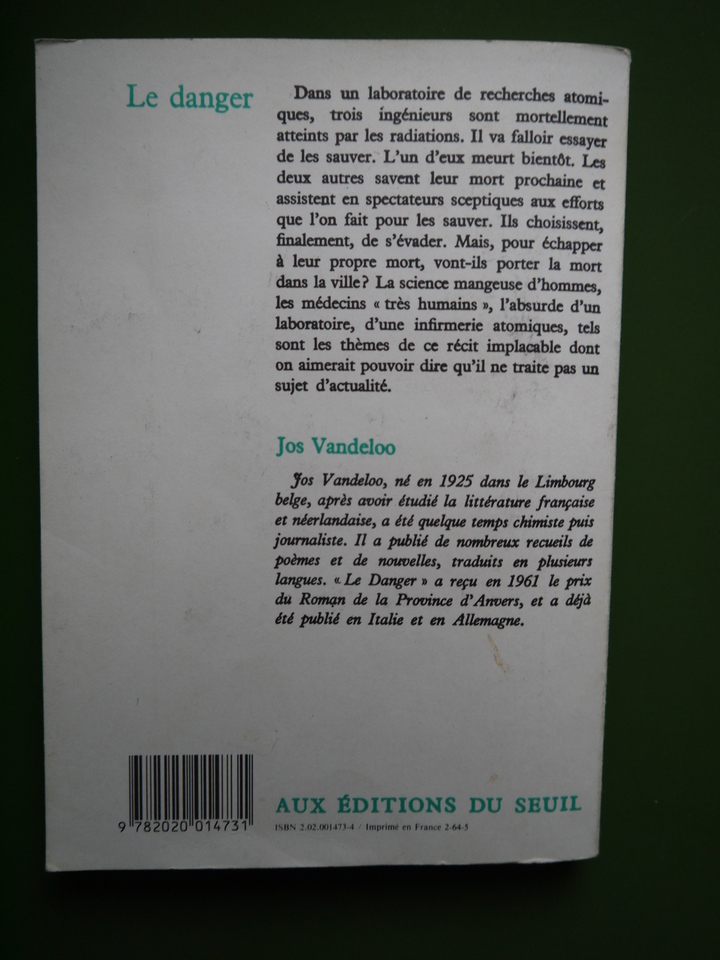 Le danger
Dans un laboratoire de recherches atomi-
ques, trois ingénieurs sont mortellement
atteints par les radiations. Il va falloir essayer
de les sauver. L'un d'eux meurt bientôt. Les
deux autres savent leur mort prochaine et
assistent en spectateurs sceptiques aux efforts
que l'on fait pour les sauver. Ils choisissent,
finalement, de s'évader. Mais, pour échapper
à leur propre mort, vont-ils porter la mort
dans la ville? La science mangeuse d'hommes,
les médecins « très humains », l'absurde d'un
laboratoire, d'une infirmerie atomiques, tels
sont les thèmes de ce récit implacable dont
on aimerait pouvoir dire qu'il ne traite pas un
sujet d'actualité.
Jos Vandeloo
Jos Vandeloo, né en 1925 dans le Limbourg
belge, après avoir étudié la littérature française
et néerlandaise, a été quelque temps chimiste puis
journaliste. Il a publié de nombreux recueils de
poèmes et de nouvelles, traduits en plusieurs
langues. « Le Danger » a reçu en 1961 le prix
du Roman de la Province d'Anvers, et a déjà
été publié en Italie et en Allemagne.
AUX ÉDITIONS DU SEUIL
ISBN 2.02.001473-4 / Imprimé en France 2-64-5
9 782020 014731